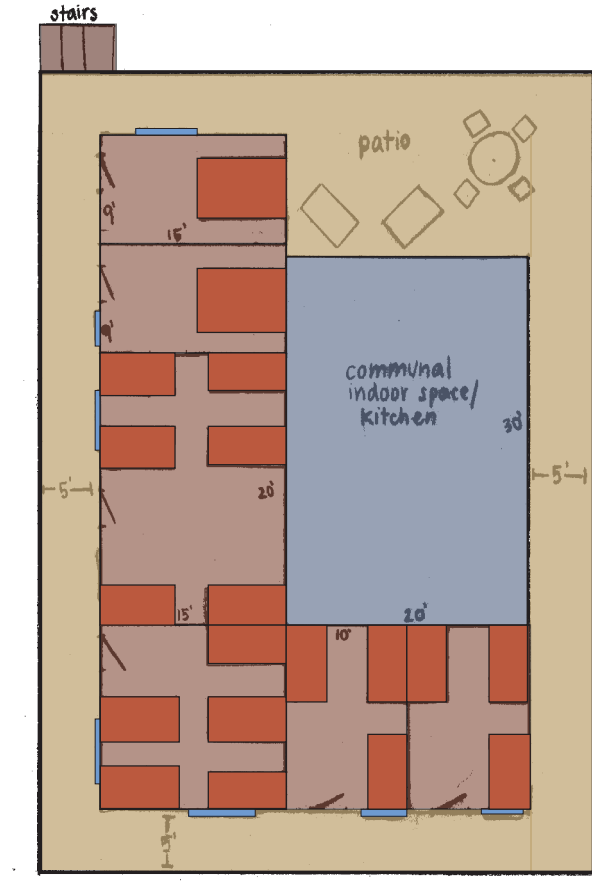 stairs
patio
9'
15'
9'
communal
indoor space/
kitchen
30'
5'
20'
5'
15'
20'
10'
5'